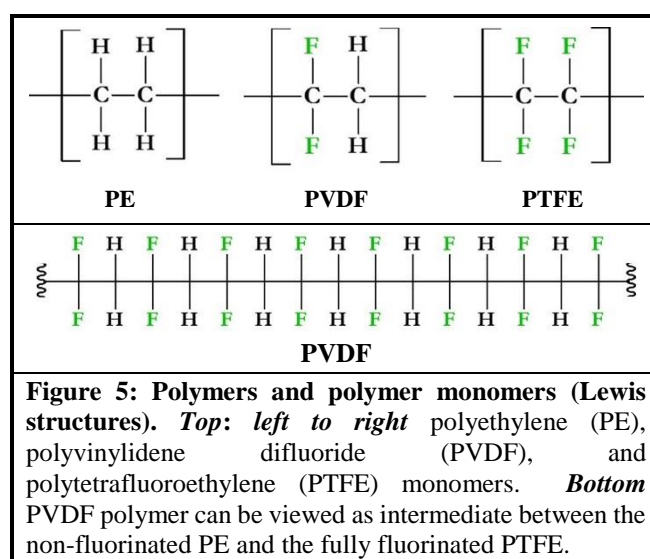 H H F H F F
C C C C C C
H H F H F F
PE PVDF PTFE
F H F H F H F H F H F H F H F
F H F H F H F H F H F H F H F
PVDF
Figure 5: Polymers and polymer monomers (Lewis
structures). Top: left to right polyethylene (PE),
polyvinylidene difluoride (PVDF), and
polytetrafluoroethylene (PTFE) monomers. Bottom
PVDF polymer can be viewed as intermediate between the
non-fluorinated PE and the fully fluorinated PTFE.